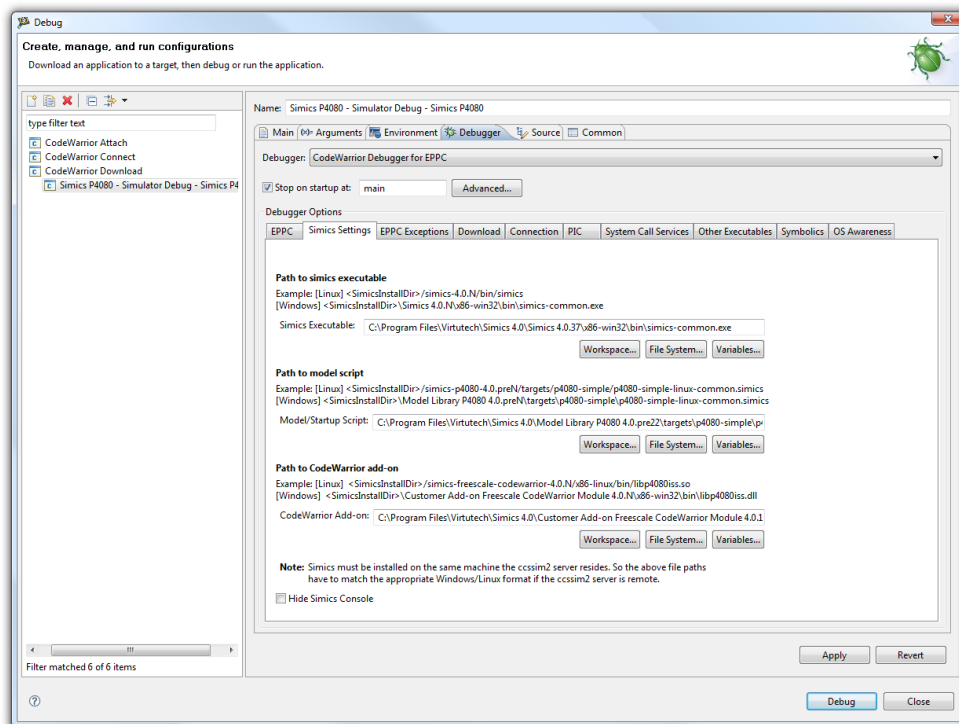 Debug
Create, manage, and run configurations
Download an application to a target, then debug or run the application.
type filter text
CodeWarrior Attach
CodeWarrior Connect
CodeWarrior Download
Simics P4080 - Simulator Debug - Simics P4
Filter matched 6 of 6 items
Name: Simics P4080 - Simulator Debug - Simics P4080
Main (x)= Arguments Environment Debugger Source Common
Debugger: CodeWarrior Debugger for EPPC
Stop on startup at: main Advanced...
Debugger Options
EPPC Simics Settings EPPC Exceptions Download Connection PIC System Call Services Other Executables Symbolics OS Awareness
Path to simics executable
Example: [Linux] <SimicsInstallDir>/simics-4.0.N/bin/simics
[Windows] <SimicsInstallDir>\Simics 4.0.N\x86-win32\bin\simics-common.exe
Simics Executable: C:\Program Files\Virtutech\Simics 4.0\Simics 4.0.37\x86-win32\bin\simics-common.exe
Workspace... File System... Variables...
Path to model script
Example: [Linux] <SimicsInstallDir>/simics-p4080-4.0.preN/targets/p4080-simple/p4080-simple-linux-common.simics
[Windows] <SimicsInstallDir>\Model Library P4080 4.0.preN\targets\p4080-simple\p4080-simple-linux-common.simics
Model/Startup Script: C:\Program Files\Virtutech\Simics 4.0\Model Library P4080 4.0.pre22\targets\p4080-simple\p4
Workspace... File System... Variables...
Path to CodeWarrior add-on
Example: [Linux] <SimicsInstallDir>/simics-freescale-codewarrior-4.0.N/x86-linux/bin/libp4080iss.so
[Windows] <SimicsInstallDir>\Customer Add-on Freescale CodeWarrior Module 4.0.N\x86-win32\bin\libp4080iss.dll
CodeWarrior Add-on: C:\Program Files\Virtutech\Simics 4.0\Customer Add-on Freescale CodeWarrior Module 4.0.1
Workspace... File System... Variables...
Note: Simics must be installed on the same machine the ccssim2 server resides. So the above file paths
have to match the appropriate Windows/Linux format if the ccssim2 server is remote.
Hide Simics Console
Apply Revert
Debug Close